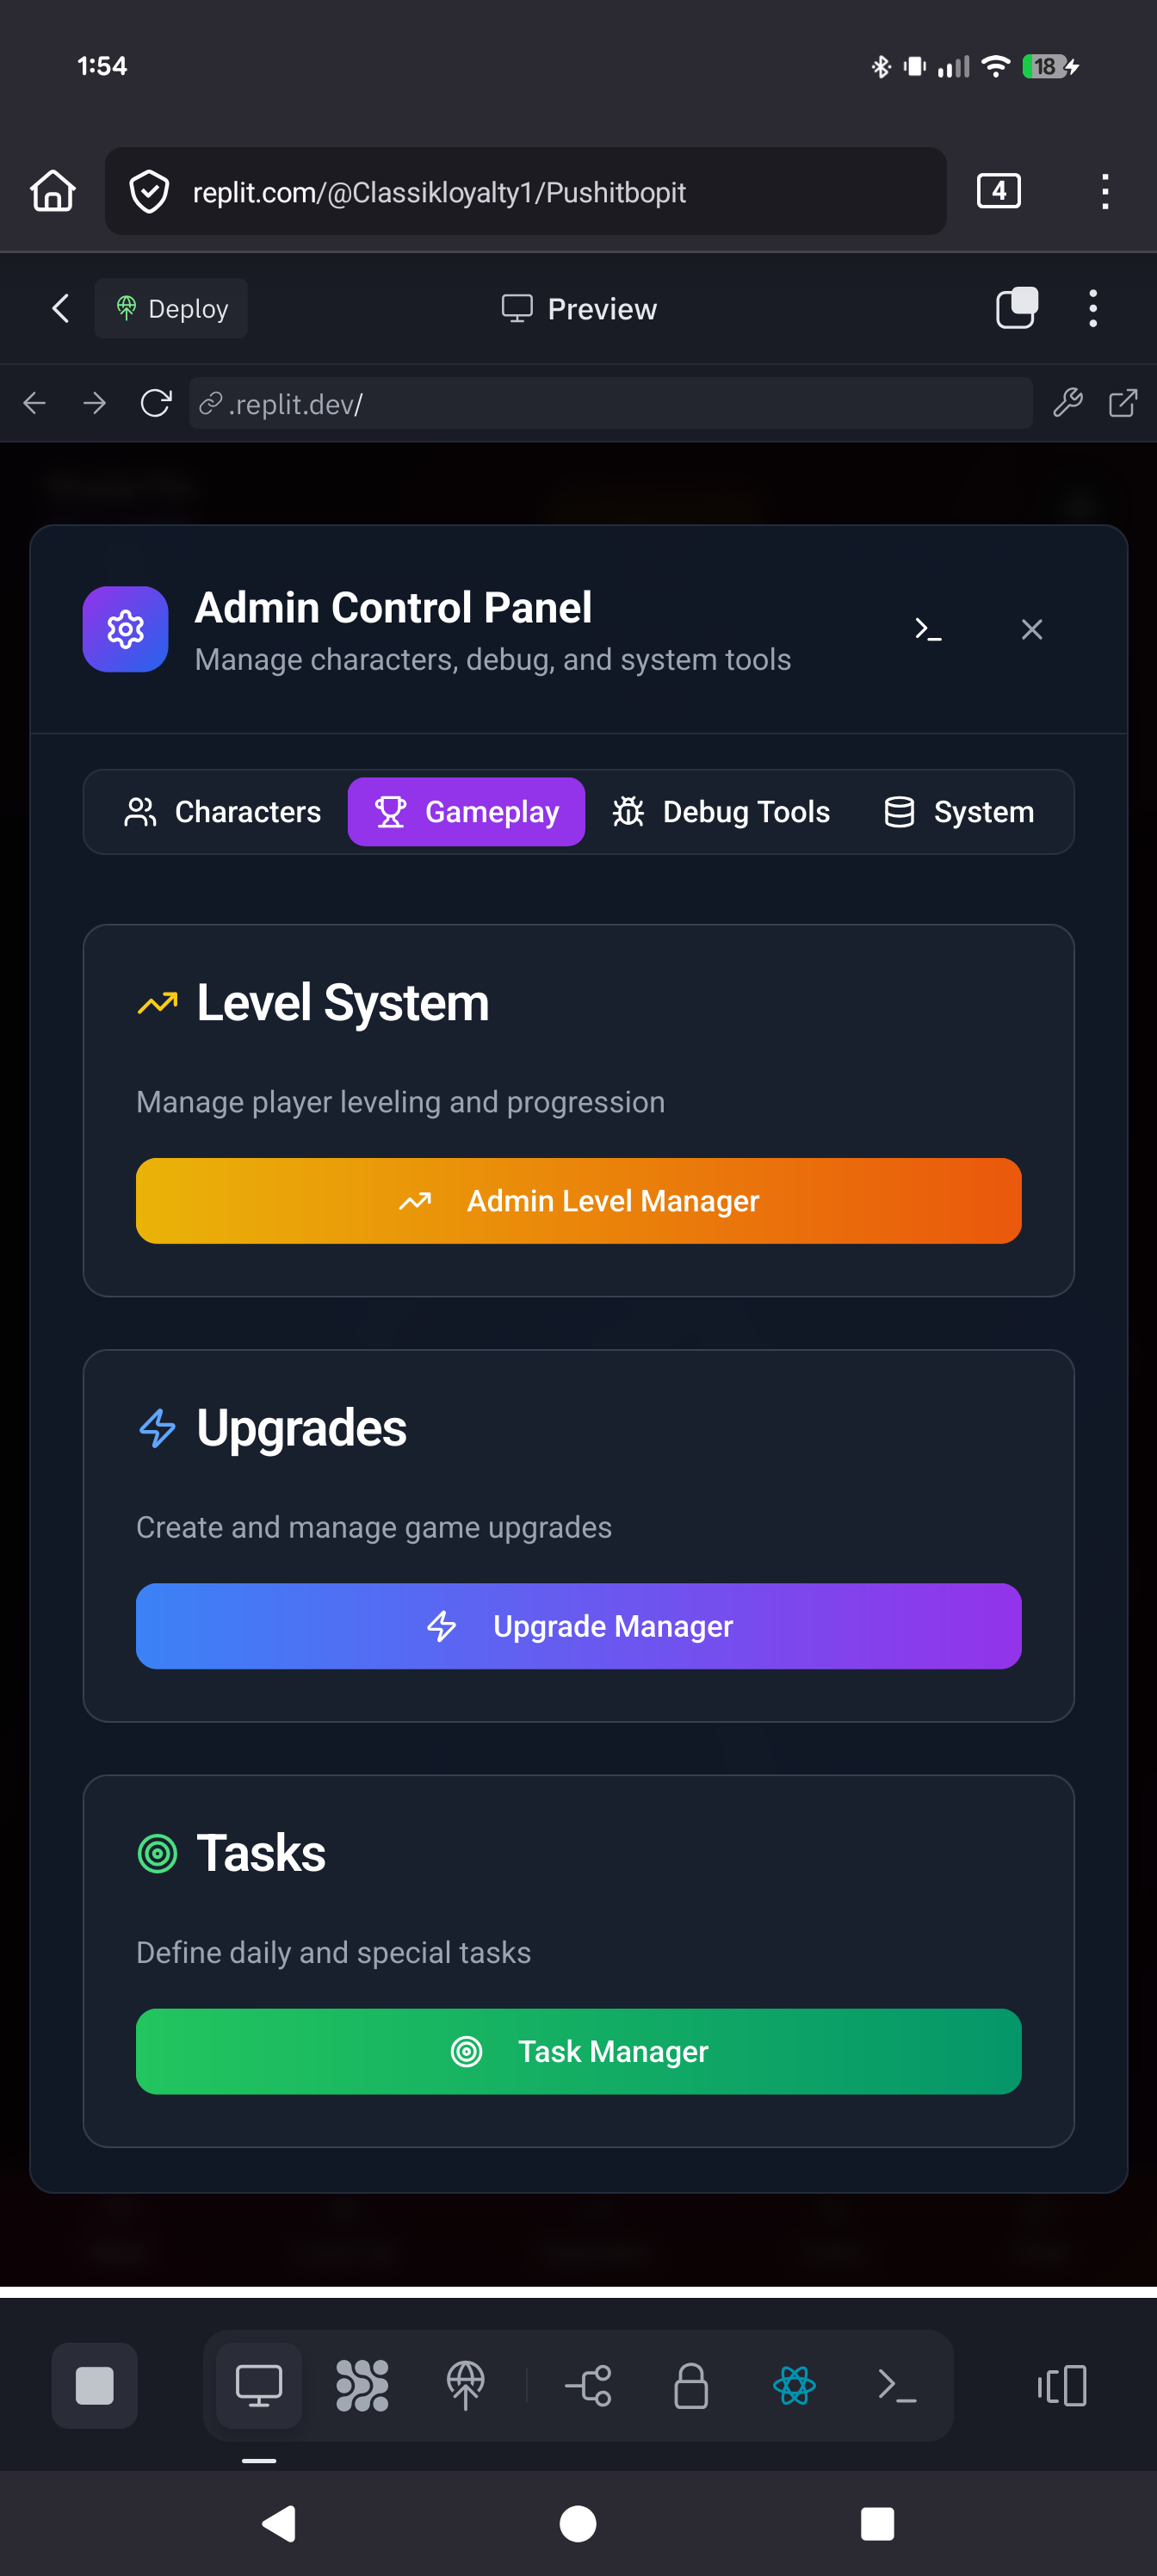 1:54
18
replit.com/@Classikloyalty1/Pushitbopit
4
Deploy
Preview
.replit.dev/
Admin Control Panel
Manage characters, debug, and system tools
Characters
Gameplay
Debug Tools
System
Level System
Manage player leveling and progression
Admin Level Manager
Upgrades
Create and manage game upgrades
Upgrade Manager
Tasks
Define daily and special tasks
Task Manager